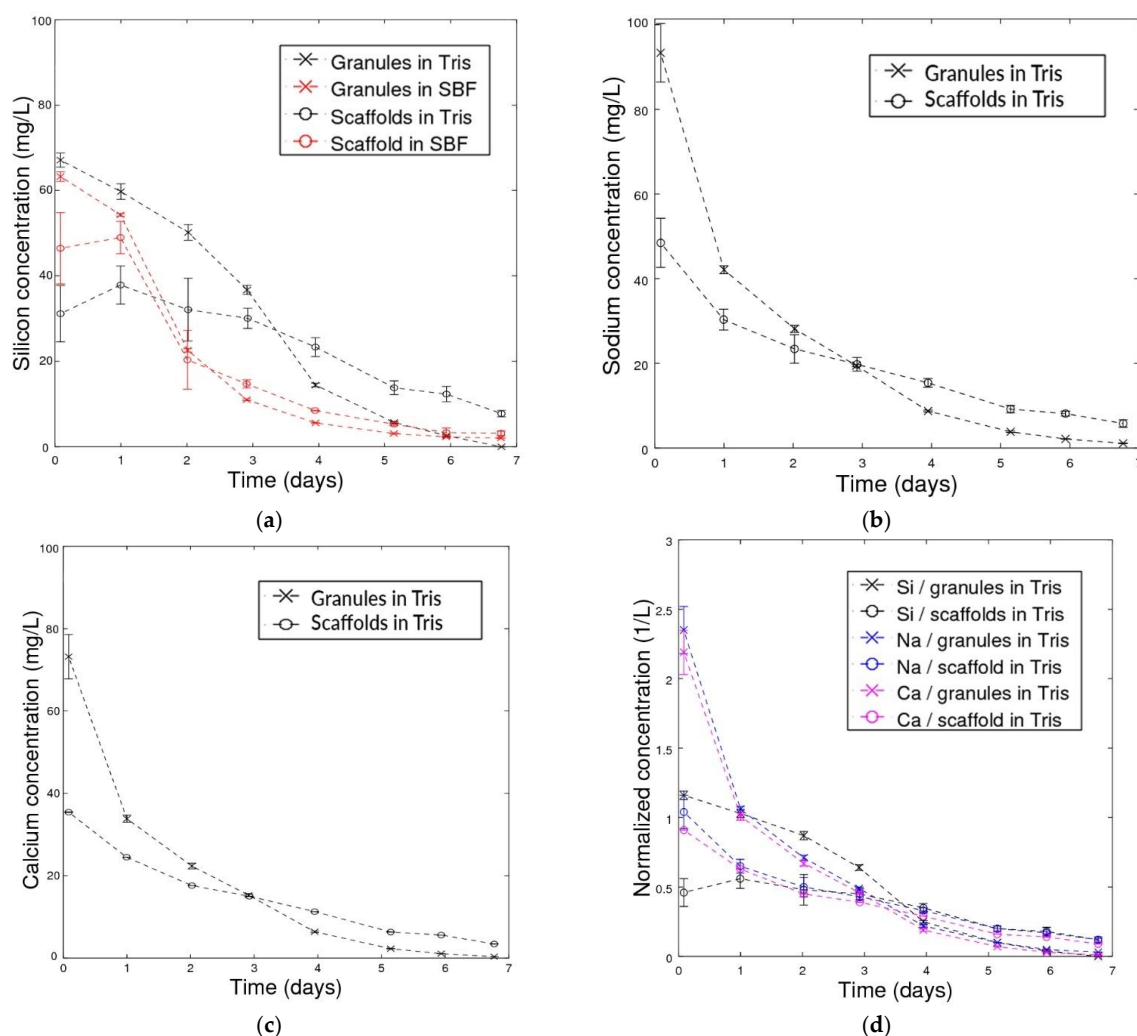 100
80
60
40
20
0
Silicon concentration (mg/L)
Granules in Tris
Granules in SBF
Scaffolds in Tris
Scaffold in SBF
0 1 2 3 4 5 6 7
Time (days)
(a)
100
80
60
40
20
0
Sodium concentration (mg/L)
Granules in Tris
Scaffolds in Tris
0 1 2 3 4 5 6 7
Time (days)
(b)
100
80
60
40
20
0
Calcium concentration (mg/L)
Granules in Tris
Scaffolds in Tris
0 1 2 3 4 5 6 7
Time (days)
(c)
3
2.5
2
1.5
1
0.5
0
Normalized concentration (1/L)
Si / granules in Tris
Si / scaffolds in Tris
Na / granules in Tris
Na / scaffold in Tris
Ca / granules in Tris
Ca / scaffold in Tris
0 1 2 3 4 5 6 7
Time (days)
(d)